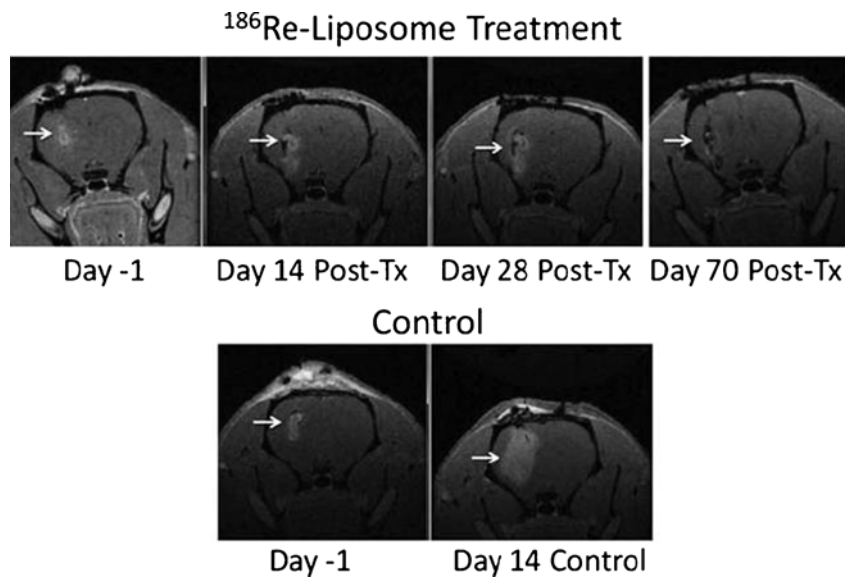 ¹⁸⁶Re-Liposome Treatment
Day -1 Day 14 Post-Tx Day 28 Post-Tx Day 70 Post-Tx
Control
Day -1 Day 14 Control